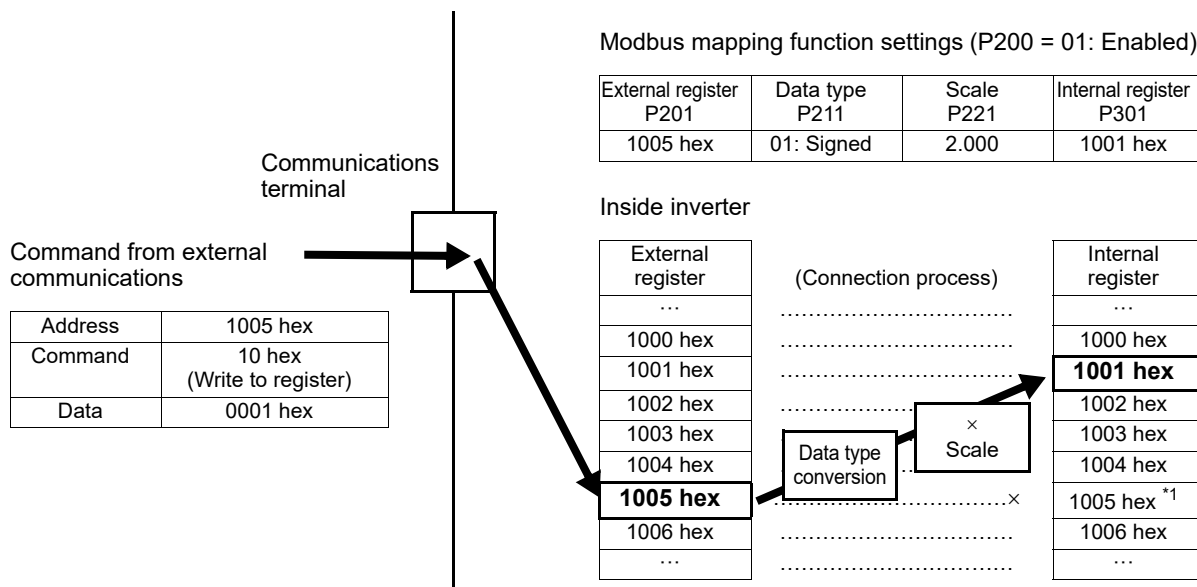 Modbus mapping function settings (P200 = 01: Enabled)
External register P201 | Data type P211 | Scale P221 | Internal register P301
1005 hex | 01: Signed | 2.000 | 1001 hex
Communications
terminal
Command from external
communications
Address | 1005 hex
Command | 10 hex
(Write to register)
Data | 0001 hex
Inside inverter
External register | (Connection process) | Internal register
... | .................................. | ...
1000 hex | .................................. | 1000 hex
1001 hex | .................................. | 1001 hex
1002 hex | .................................. | 1002 hex
1003 hex | 1003 hex
1004 hex | 1004 hex
Data type
conversion
×
Scale
1005 hex | ..................................× | 1005 hex *1
1006 hex | .................................. | 1006 hex
... | .................................. | ...